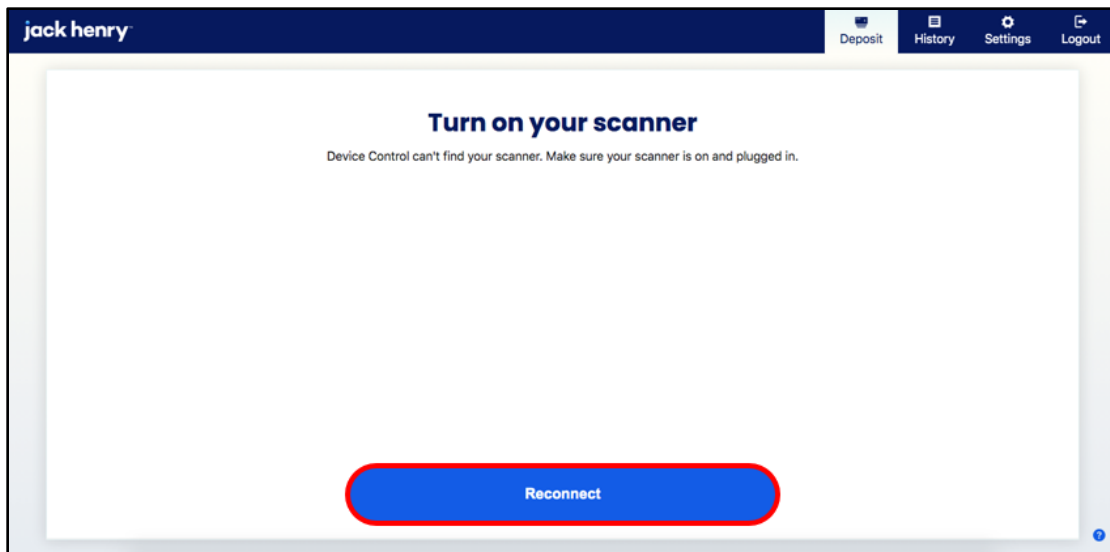 jack henry
Deposit
History
Settings
Logout
Turn on your scanner
Device Control can't find your scanner. Make sure your scanner is on and plugged in.
Reconnect
?